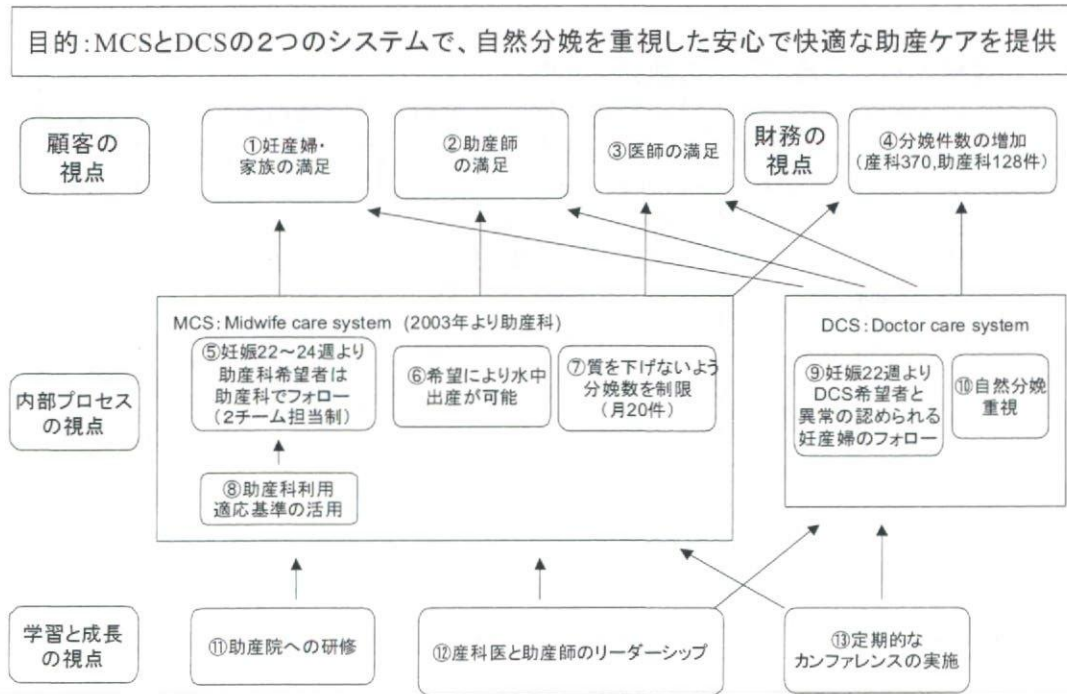 目的:MCSとDCSの2つのシステムで、自然分娩を重視した安心で快適な助産ケアを提供
顧客の
視点
①妊産婦・
家族の満足
②助産師
の満足
③医師の満足
財務の
視点
④分娩件数の増加
(産科370,助産科128件)
内部プロセス
の視点
MCS:Midwife care system (2003年より助産科)
⑤妊娠22～24週より
助産科希望者は
助産科でフォロー
(2チーム担当制)
⑥希望により水中
出産が可能
⑦質を下げないよう
分娩数を制限
(月20件)
⑧助産科利用
適応基準の活用
DCS:Doctor care system
⑨妊娠22週より
DCS希望者と
異常の認められる
妊産婦のフォロー
⑩自然分娩
重視
学習と成長
の視点
⑪助産院への研修
⑫産科医と助産師のリーダーシップ
⑬定期的な
カンファレンスの実施